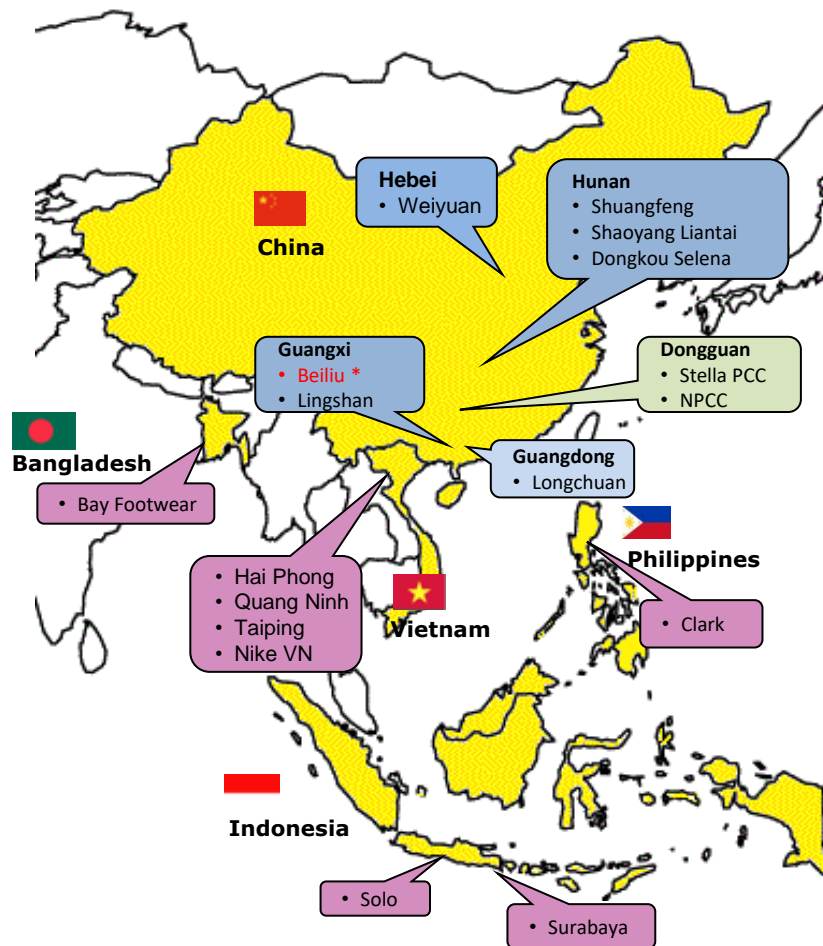 Hebei
• Weiyuan
Hunan
• Shuangfeng
• Shaoyang Liantai
• Dongkou Selena
China
Guangxi
• Beiliu *
• Lingshan
Dongguan
• Stella PCC
• NPCC
Guangdong
• Longchuan
Bangladesh
• Bay Footwear
Philippines
• Clark
• Hai Phong
• Quang Ninh
• Taiping
• Nike VN
Vietnam
Indonesia
• Solo
• Surabaya